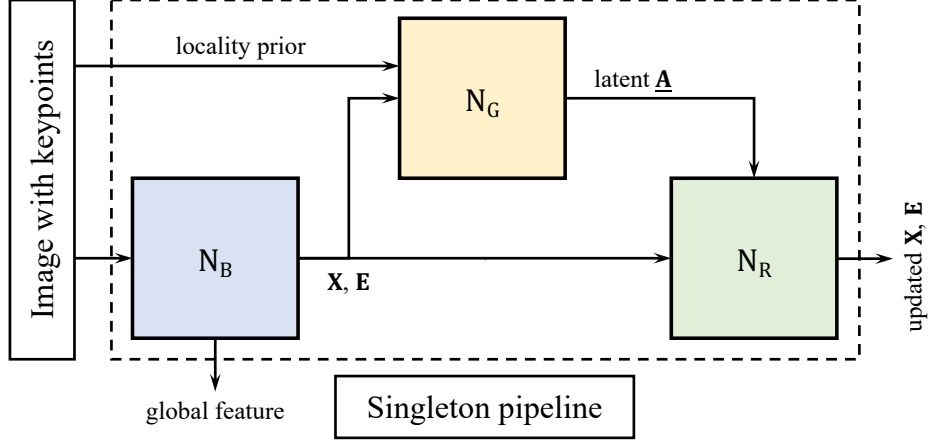 Image with keypoints
locality prior
N_G
latent A
N_B
X, E
N_R
updated X, E
global feature
Singleton pipeline